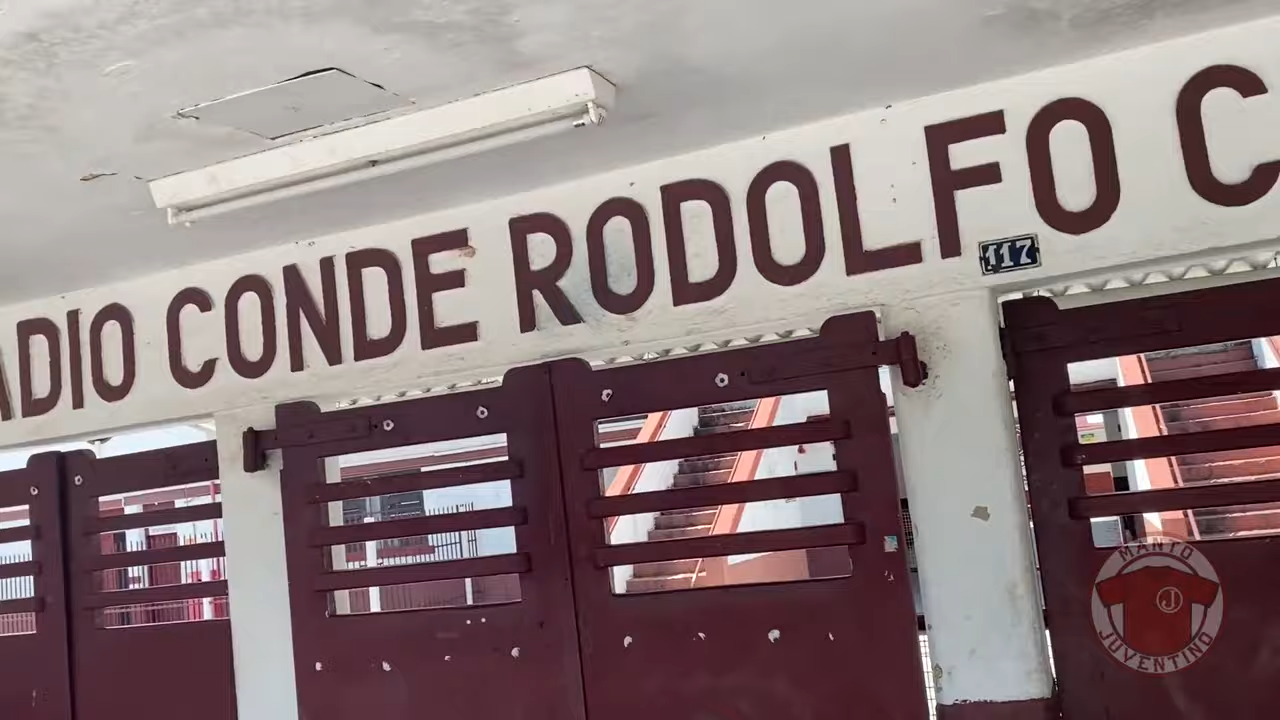 ADIO CONDE RODOLFO C
117
MANTO
J
JUVENTINO